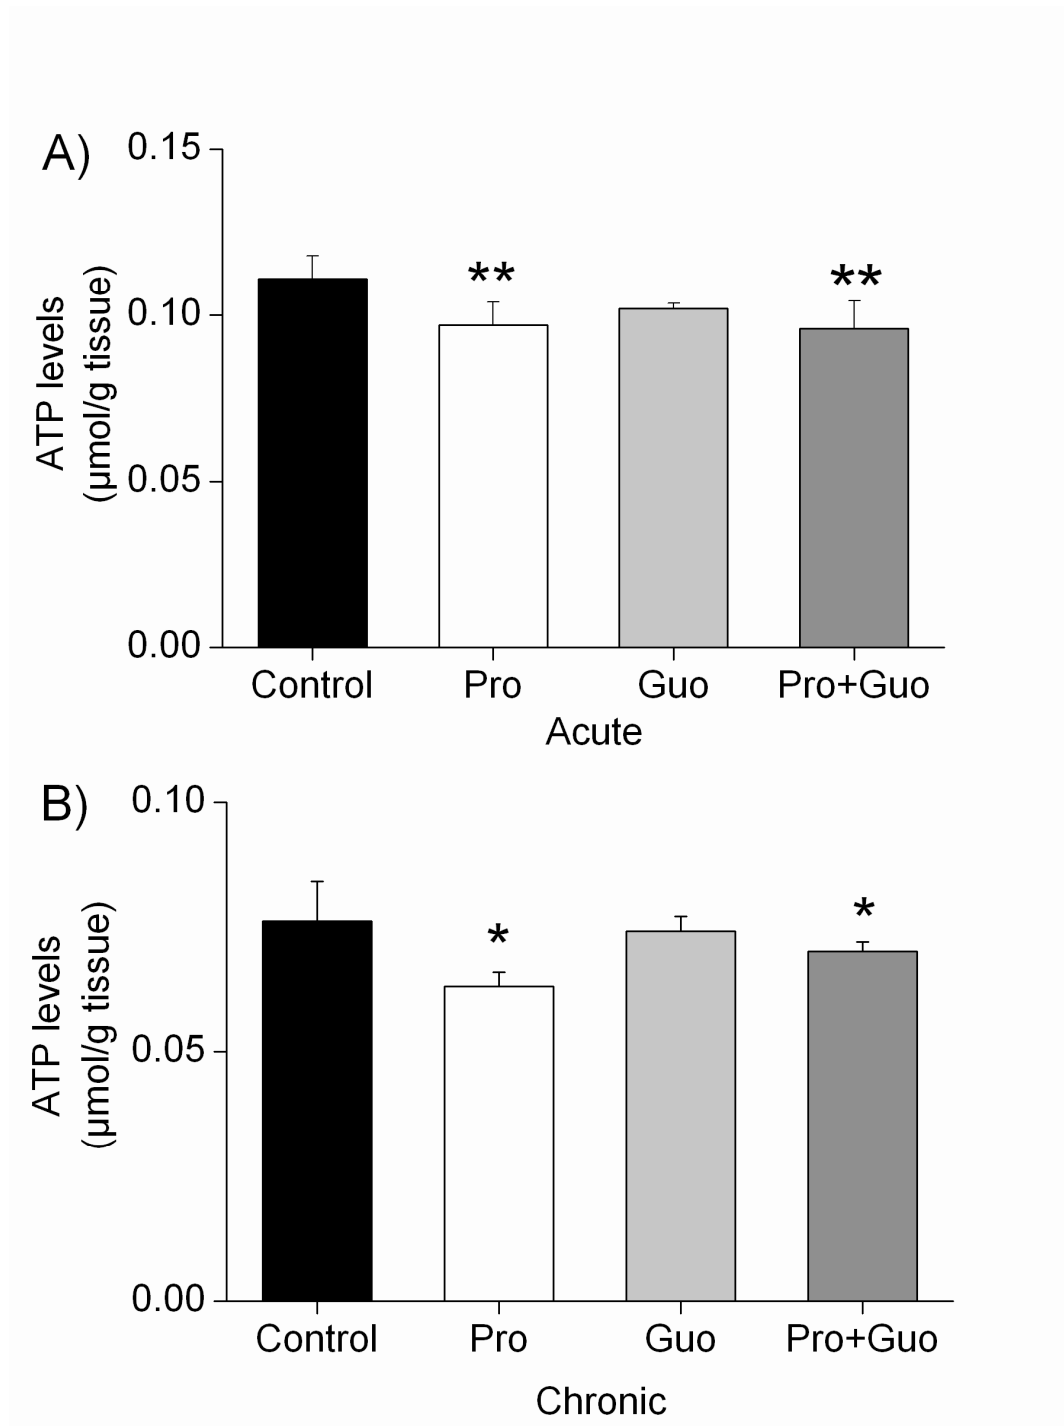 A)
0.15
0.10
0.05
0.00
ATP levels
(µmol/g tissue)
**
**
Control Pro Guo Pro+Guo
Acute
B)
0.10
0.05
0.00
ATP levels
(µmol/g tissue)
*
*
Control Pro Guo Pro+Guo
Chronic